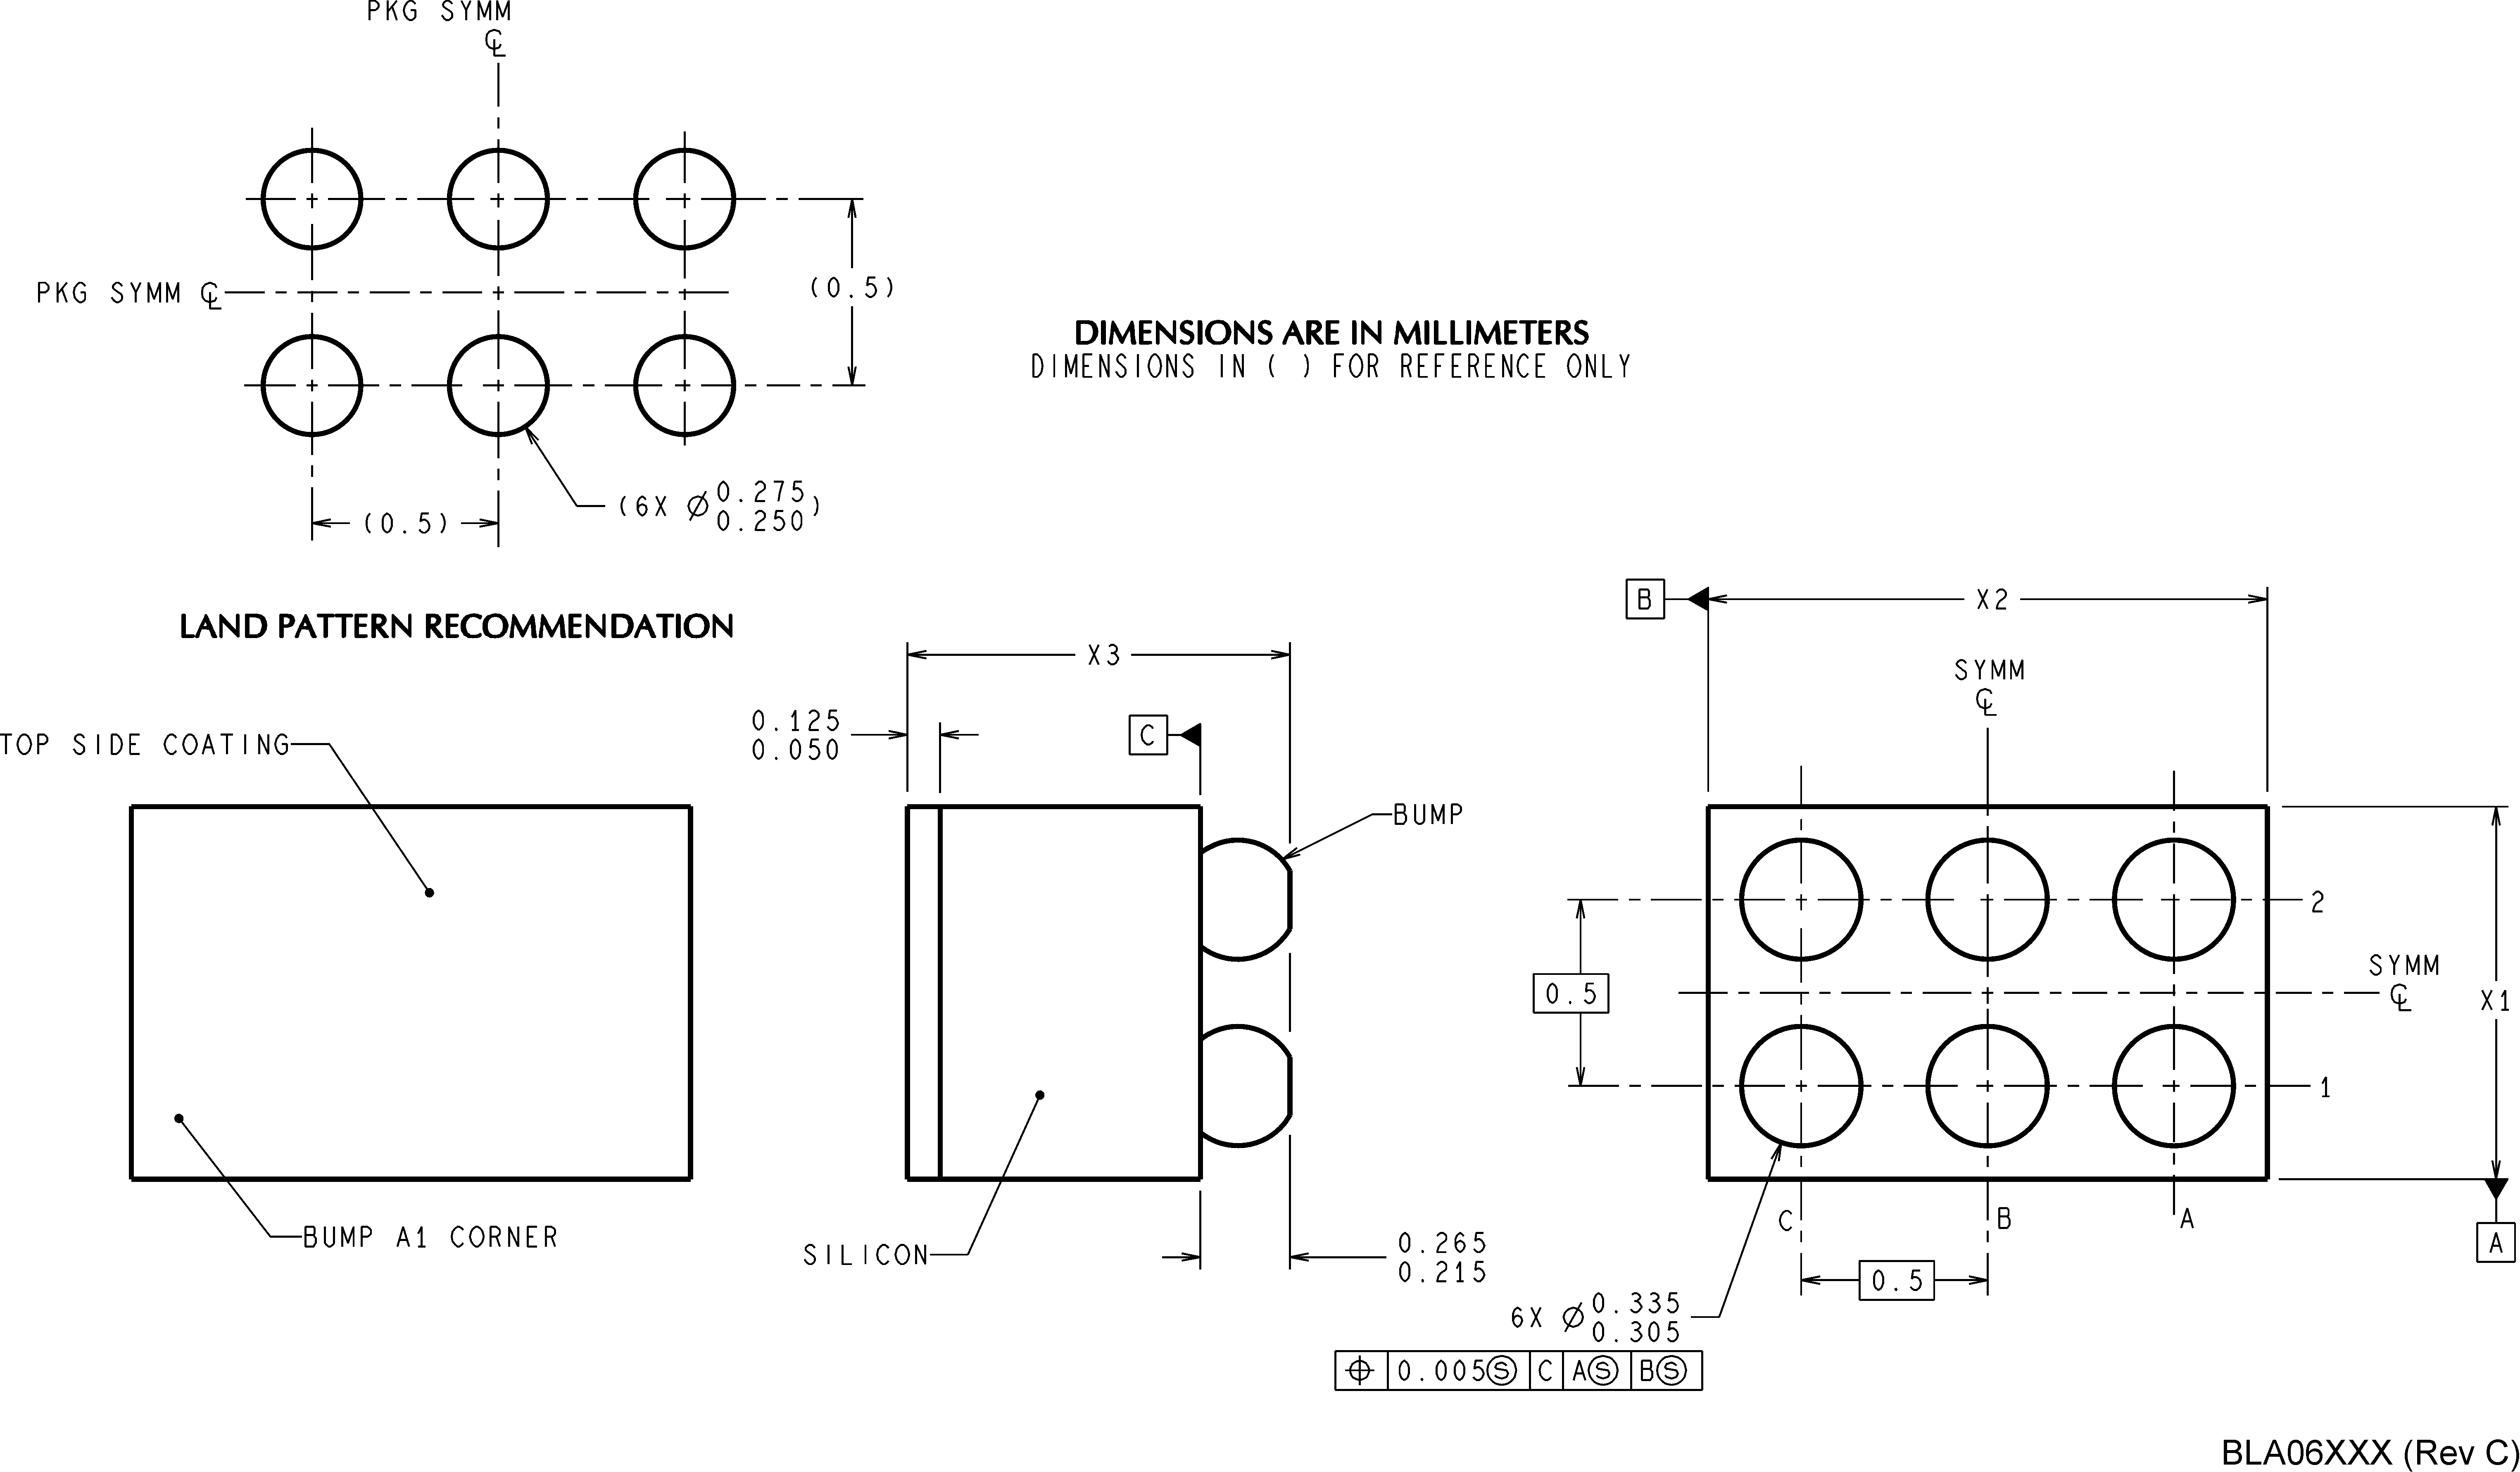 PKG SYMM
℄
PKG SYMM ℄
(0.5)
(6X Ø 0.275
0.250)
(0.5)
DIMENSIONS ARE IN MILLIMETERS
DIMENSIONS IN ( ) FOR REFERENCE ONLY
LAND PATTERN RECOMMENDATION
TOP SIDE COATING
BUMP A1 CORNER
X3
0.125
0.050
C
BUMP
SILICON
0.265
0.215
B
X2
SYMM
℄
2
SYMM
℄
X1
0.5
1
C
B
A
A
0.5
6X Ø 0.335
0.305
⌖ 0.005Ⓢ C AⓈ BⓈ
BLA06XXX (Rev C)